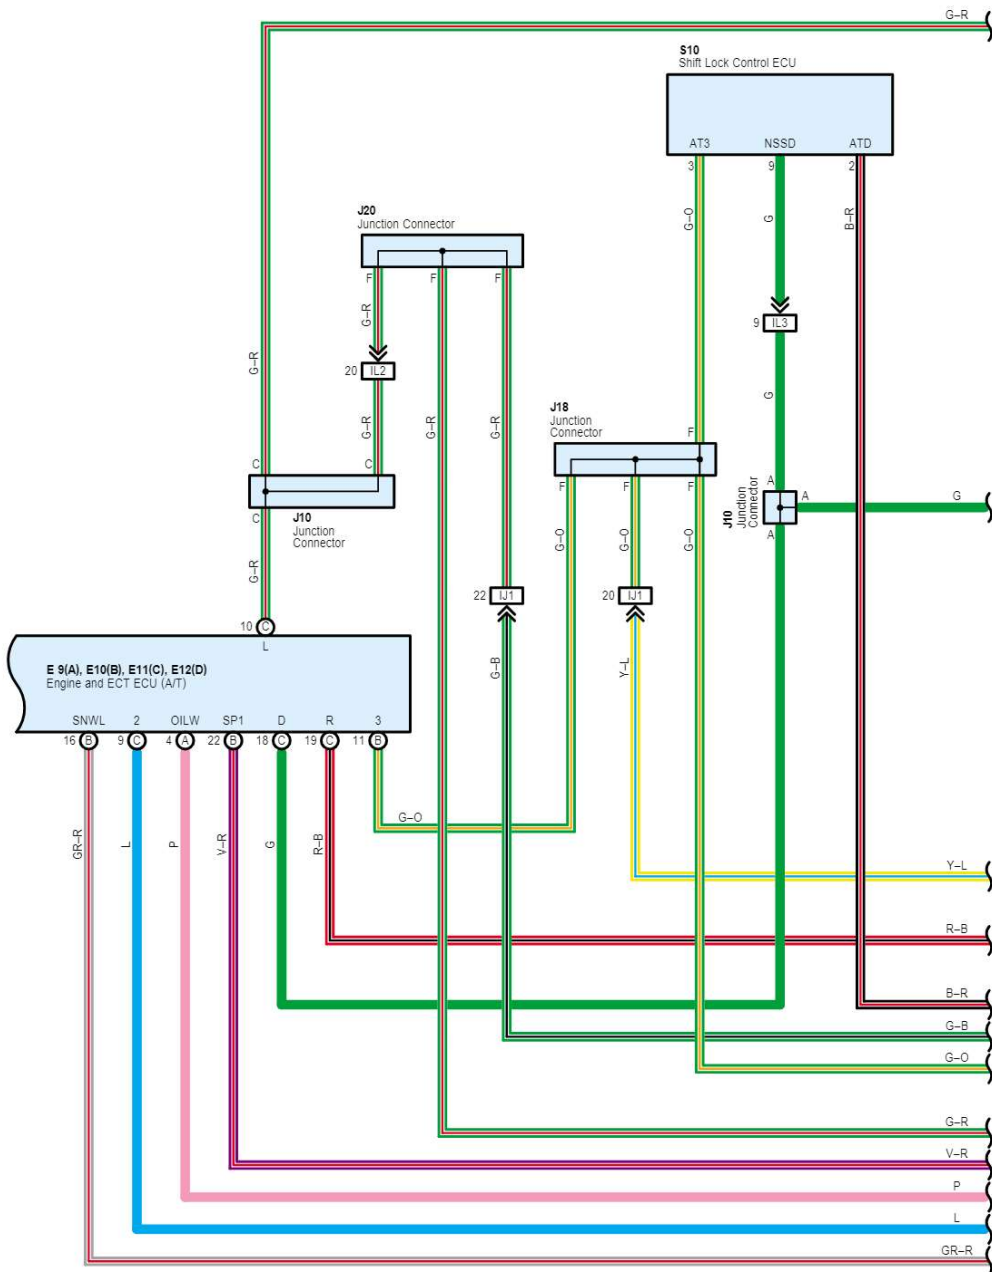 G–R
S10
Shift Lock Control ECU
AT3 NSSD ATD
3 9 2
G–O
G
B–R
J20
Junction Connector
F F F
G–R
9 IL3
20 IL2
G–R
G
G–R
G–R
G–R
J18
Junction
Connector
F
C C
F F F
A
A
G
J10
Junction
Connector
J10
Junction
Connector
C
A
G–O
G–O
G–O
G–R
22 IJ1
20 IJ1
10 C
L
E 9(A), E10(B), E11(C), E12(D)
Engine and ECT ECU (A/T)
G–B
Y–L
SNWL 2 OILW SP1 D R 3
16 B 9 C 4 A 22 B 18 C 19 C 11 B
G–O
GR–R
L
P
V–R
G
R–B
Y–L
R–B
B–R
G–B
G–O
G–R
V–R
P
L
GR–R